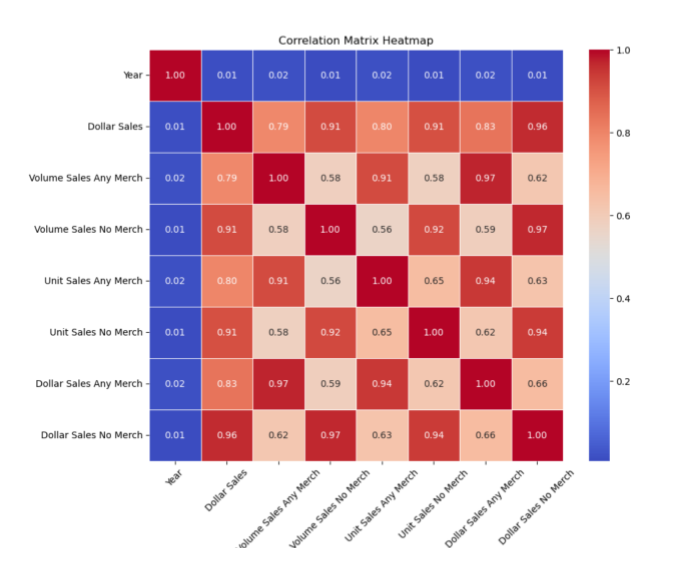 Correlation Matrix Heatmap
Year 1.00 0.01 0.02 0.01 0.02 0.01 0.02 0.01
Dollar Sales 0.01 1.00 0.79 0.91 0.80 0.91 0.83 0.96
Volume Sales Any Merch 0.02 0.79 1.00 0.58 0.91 0.58 0.97 0.62
Volume Sales No Merch 0.01 0.91 0.58 1.00 0.56 0.92 0.59 0.97
Unit Sales Any Merch 0.02 0.80 0.91 0.56 1.00 0.65 0.94 0.63
Unit Sales No Merch 0.01 0.91 0.58 0.92 0.65 1.00 0.62 0.94
Dollar Sales Any Merch 0.02 0.83 0.97 0.59 0.94 0.62 1.00 0.66
Dollar Sales No Merch 0.01 0.96 0.62 0.97 0.63 0.94 0.66 1.00
Year
Dollar Sales
olume Sales Any Merch
Volume Sales No Merch
Unit Sales Any Merch
Unit Sales No Merch
Dollar Sales Any Merch
Dollar Sales No Merch
1.0
0.8
0.6
0.4
0.2